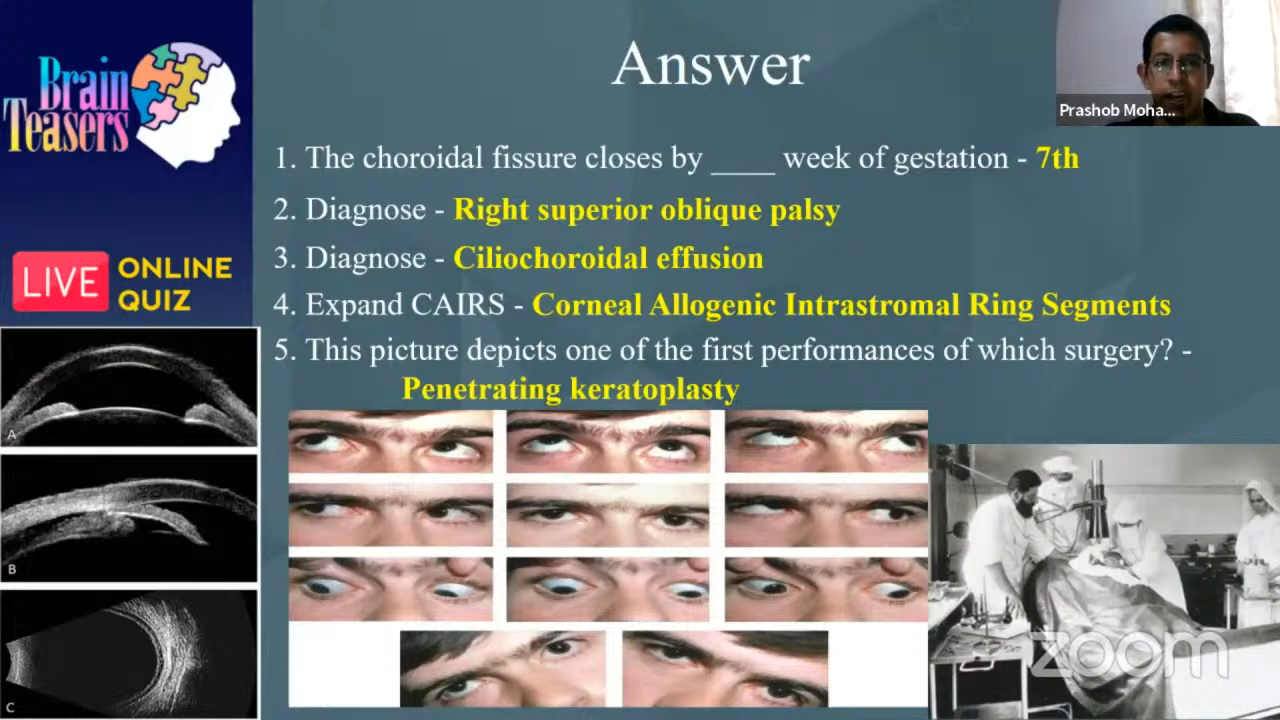 Brain
Teasers
LIVE ONLINE
QUIZ
Answer
Prashob Moha...
1. The choroidal fissure closes by ____ week of gestation - 7th
2. Diagnose - Right superior oblique palsy
3. Diagnose - Ciliochoroidal effusion
4. Expand CAIRS - Corneal Allogenic Intrastromal Ring Segments
5. This picture depicts one of the first performances of which surgery? -
Penetrating keratoplasty
A
B
C
zoom